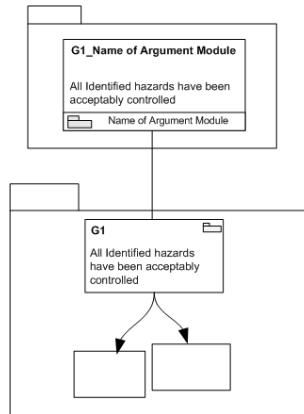 G1_Name of Argument Module
All Identified hazards have been
acceptably controlled
Name of Argument Module
G1
All Identified hazards
have been acceptably
controlled